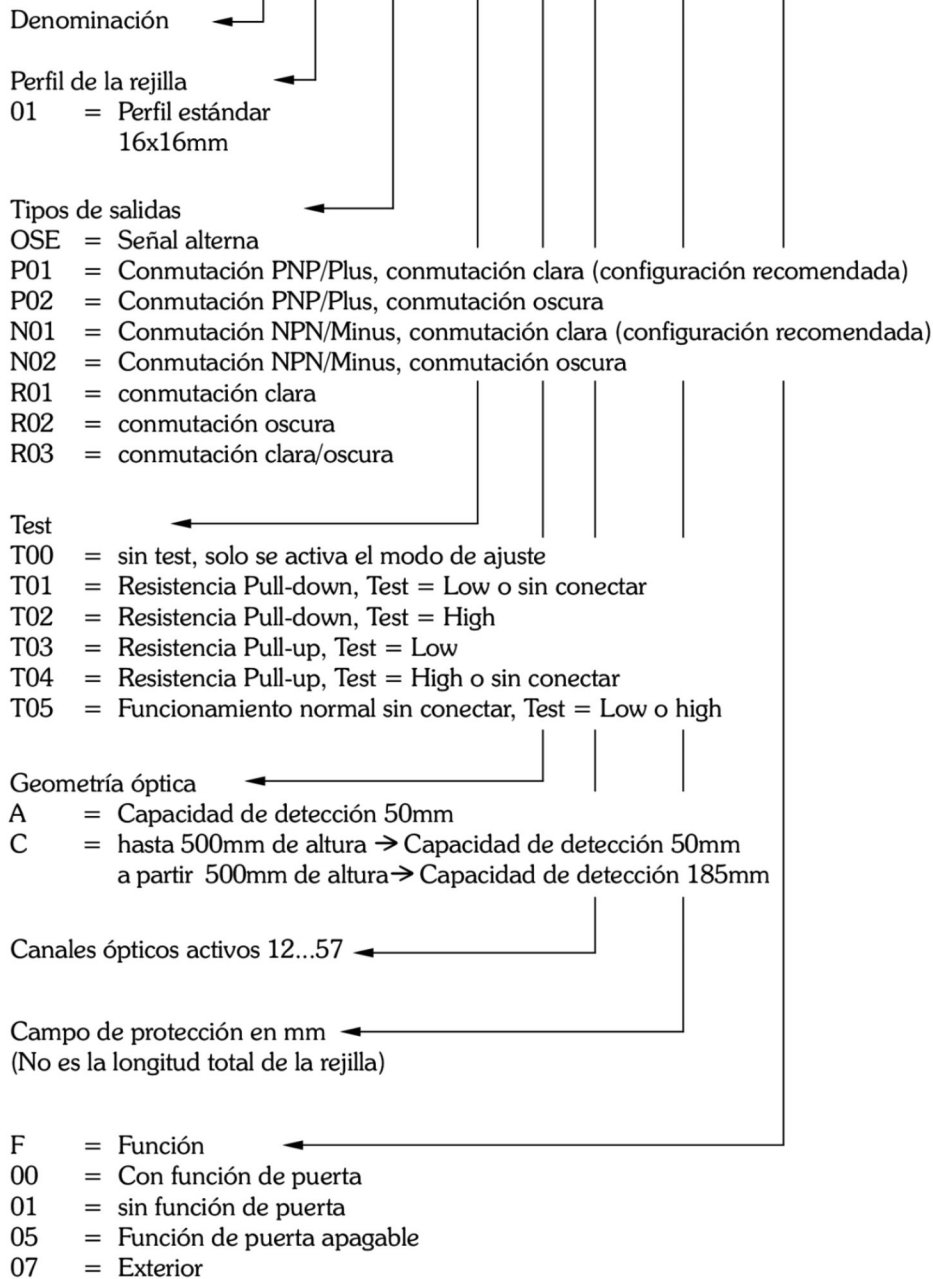 Denominación
Perfil de la rejilla
01 = Perfil estándar
16x16mm
Tipos de salidas
OSE = Señal alterna
P01 = Conmutación PNP/Plus, conmutación clara (configuración recomendada)
P02 = Conmutación PNP/Plus, conmutación oscura
N01 = Conmutación NPN/Minus, conmutación clara (configuración recomendada)
N02 = Conmutación NPN/Minus, conmutación oscura
R01 = conmutación clara
R02 = conmutación oscura
R03 = conmutación clara/oscura
Test
T00 = sin test, solo se activa el modo de ajuste
T01 = Resistencia Pull-down, Test = Low o sin conectar
T02 = Resistencia Pull-down, Test = High
T03 = Resistencia Pull-up, Test = Low
T04 = Resistencia Pull-up, Test = High o sin conectar
T05 = Funcionamiento normal sin conectar, Test = Low o high
Geometría óptica
A = Capacidad de detección 50mm
C = hasta 500mm de altura → Capacidad de detección 50mm
a partir 500mm de altura→ Capacidad de detección 185mm
Canales ópticos activos 12...57
Campo de protección en mm
(No es la longitud total de la rejilla)
F = Función
00 = Con función de puerta
01 = sin función de puerta
05 = Función de puerta apagable
07 = Exterior